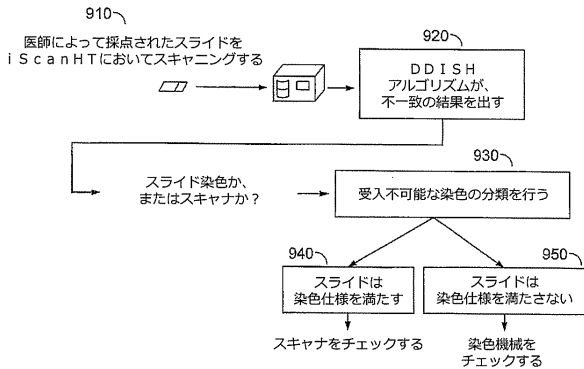 910
医師によって採点されたスライドを
iScanHTにおいてスキャニングする
920
DDISH
アルゴリズムが、
不一致の結果を出す
スライド染色か、
またはスキャナか？
930
受入不可能な染色の分類を行う
940
スライドは
染色仕様を満たす
950
スライドは
染色仕様を満たさない
スキャナをチェックする
染色機械を
チェックする